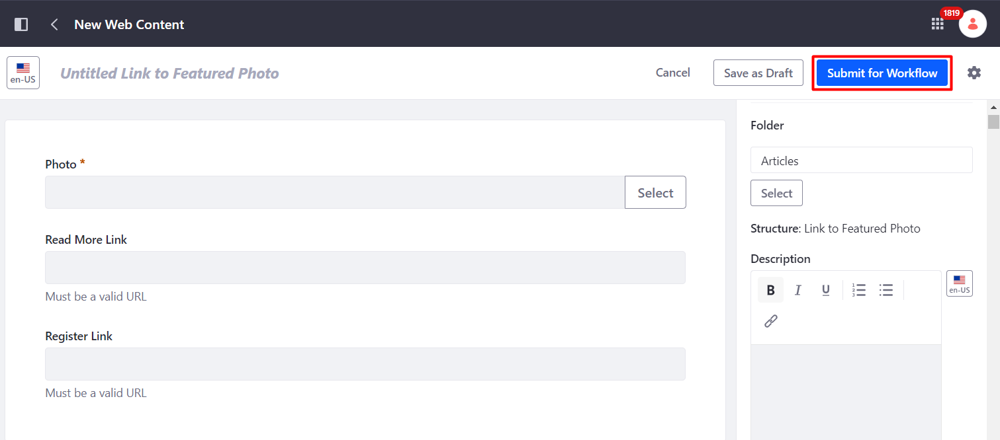 New Web Content
1819
en-US
Untitled Link to Featured Photo
Cancel
Save as Draft
Submit for Workflow
Photo *
Select
Read More Link
Must be a valid URL
Register Link
Must be a valid URL
Folder
Articles
Select
Structure: Link to Featured Photo
Description
B I U
en-US